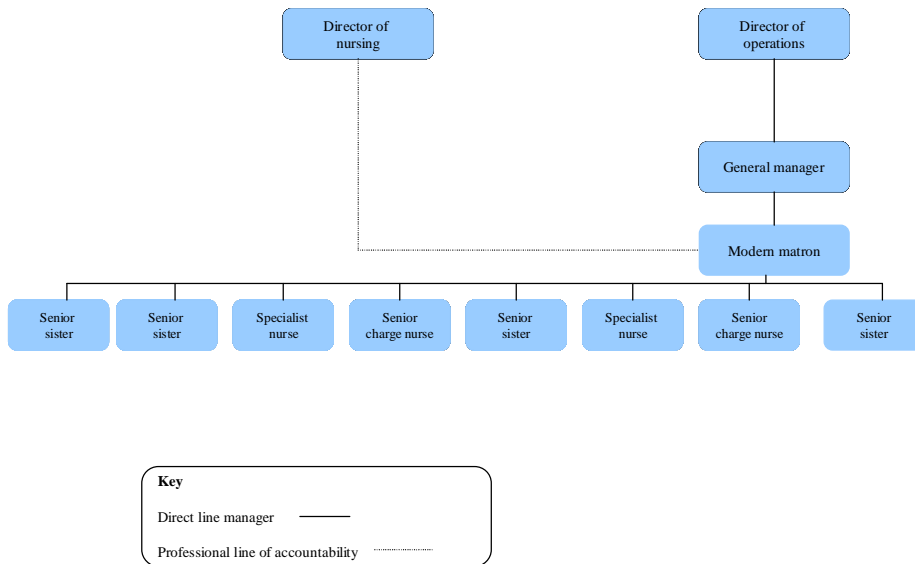 Director of
nursing
Director of
operations
General manager
Modern matron
Senior
sister
Senior
sister
Specialist
nurse
Senior
charge nurse
Senior
sister
Specialist
nurse
Senior
charge nurse
Senior
sister
Key
Direct line manager
Professional line of accountability